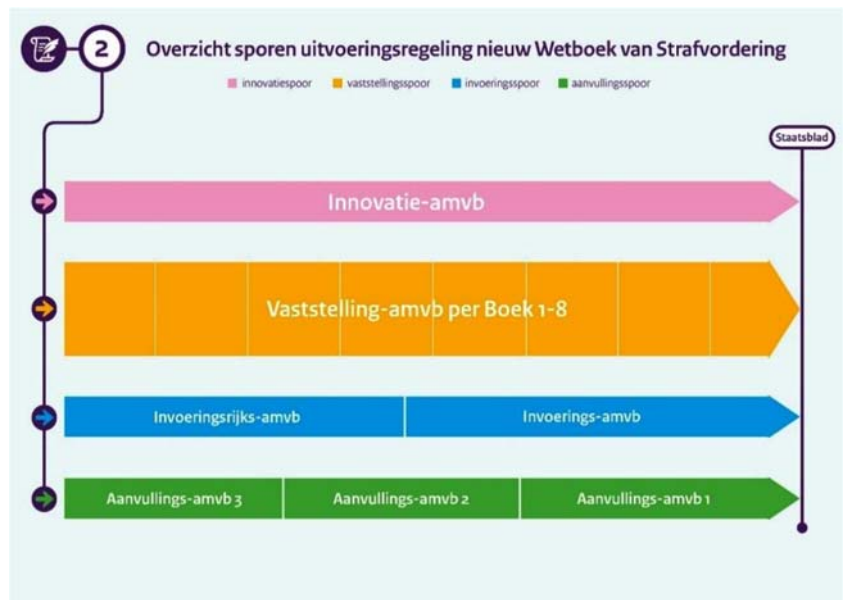 2
Overzicht sporen uitvoeringsregeling nieuw Wetboek van Strafvordering
innovatiespoor vaststellingsspoor invoeringsspoor aanvullingsspoor
Staatsblad
Innovatie-amvb
Vaststelling-amvb per Boek 1-8
Invoeringsrijks-amvb Invoerings-amvb
Aanvullings-amvb 3 Aanvullings-amvb 2 Aanvullings-amvb 1